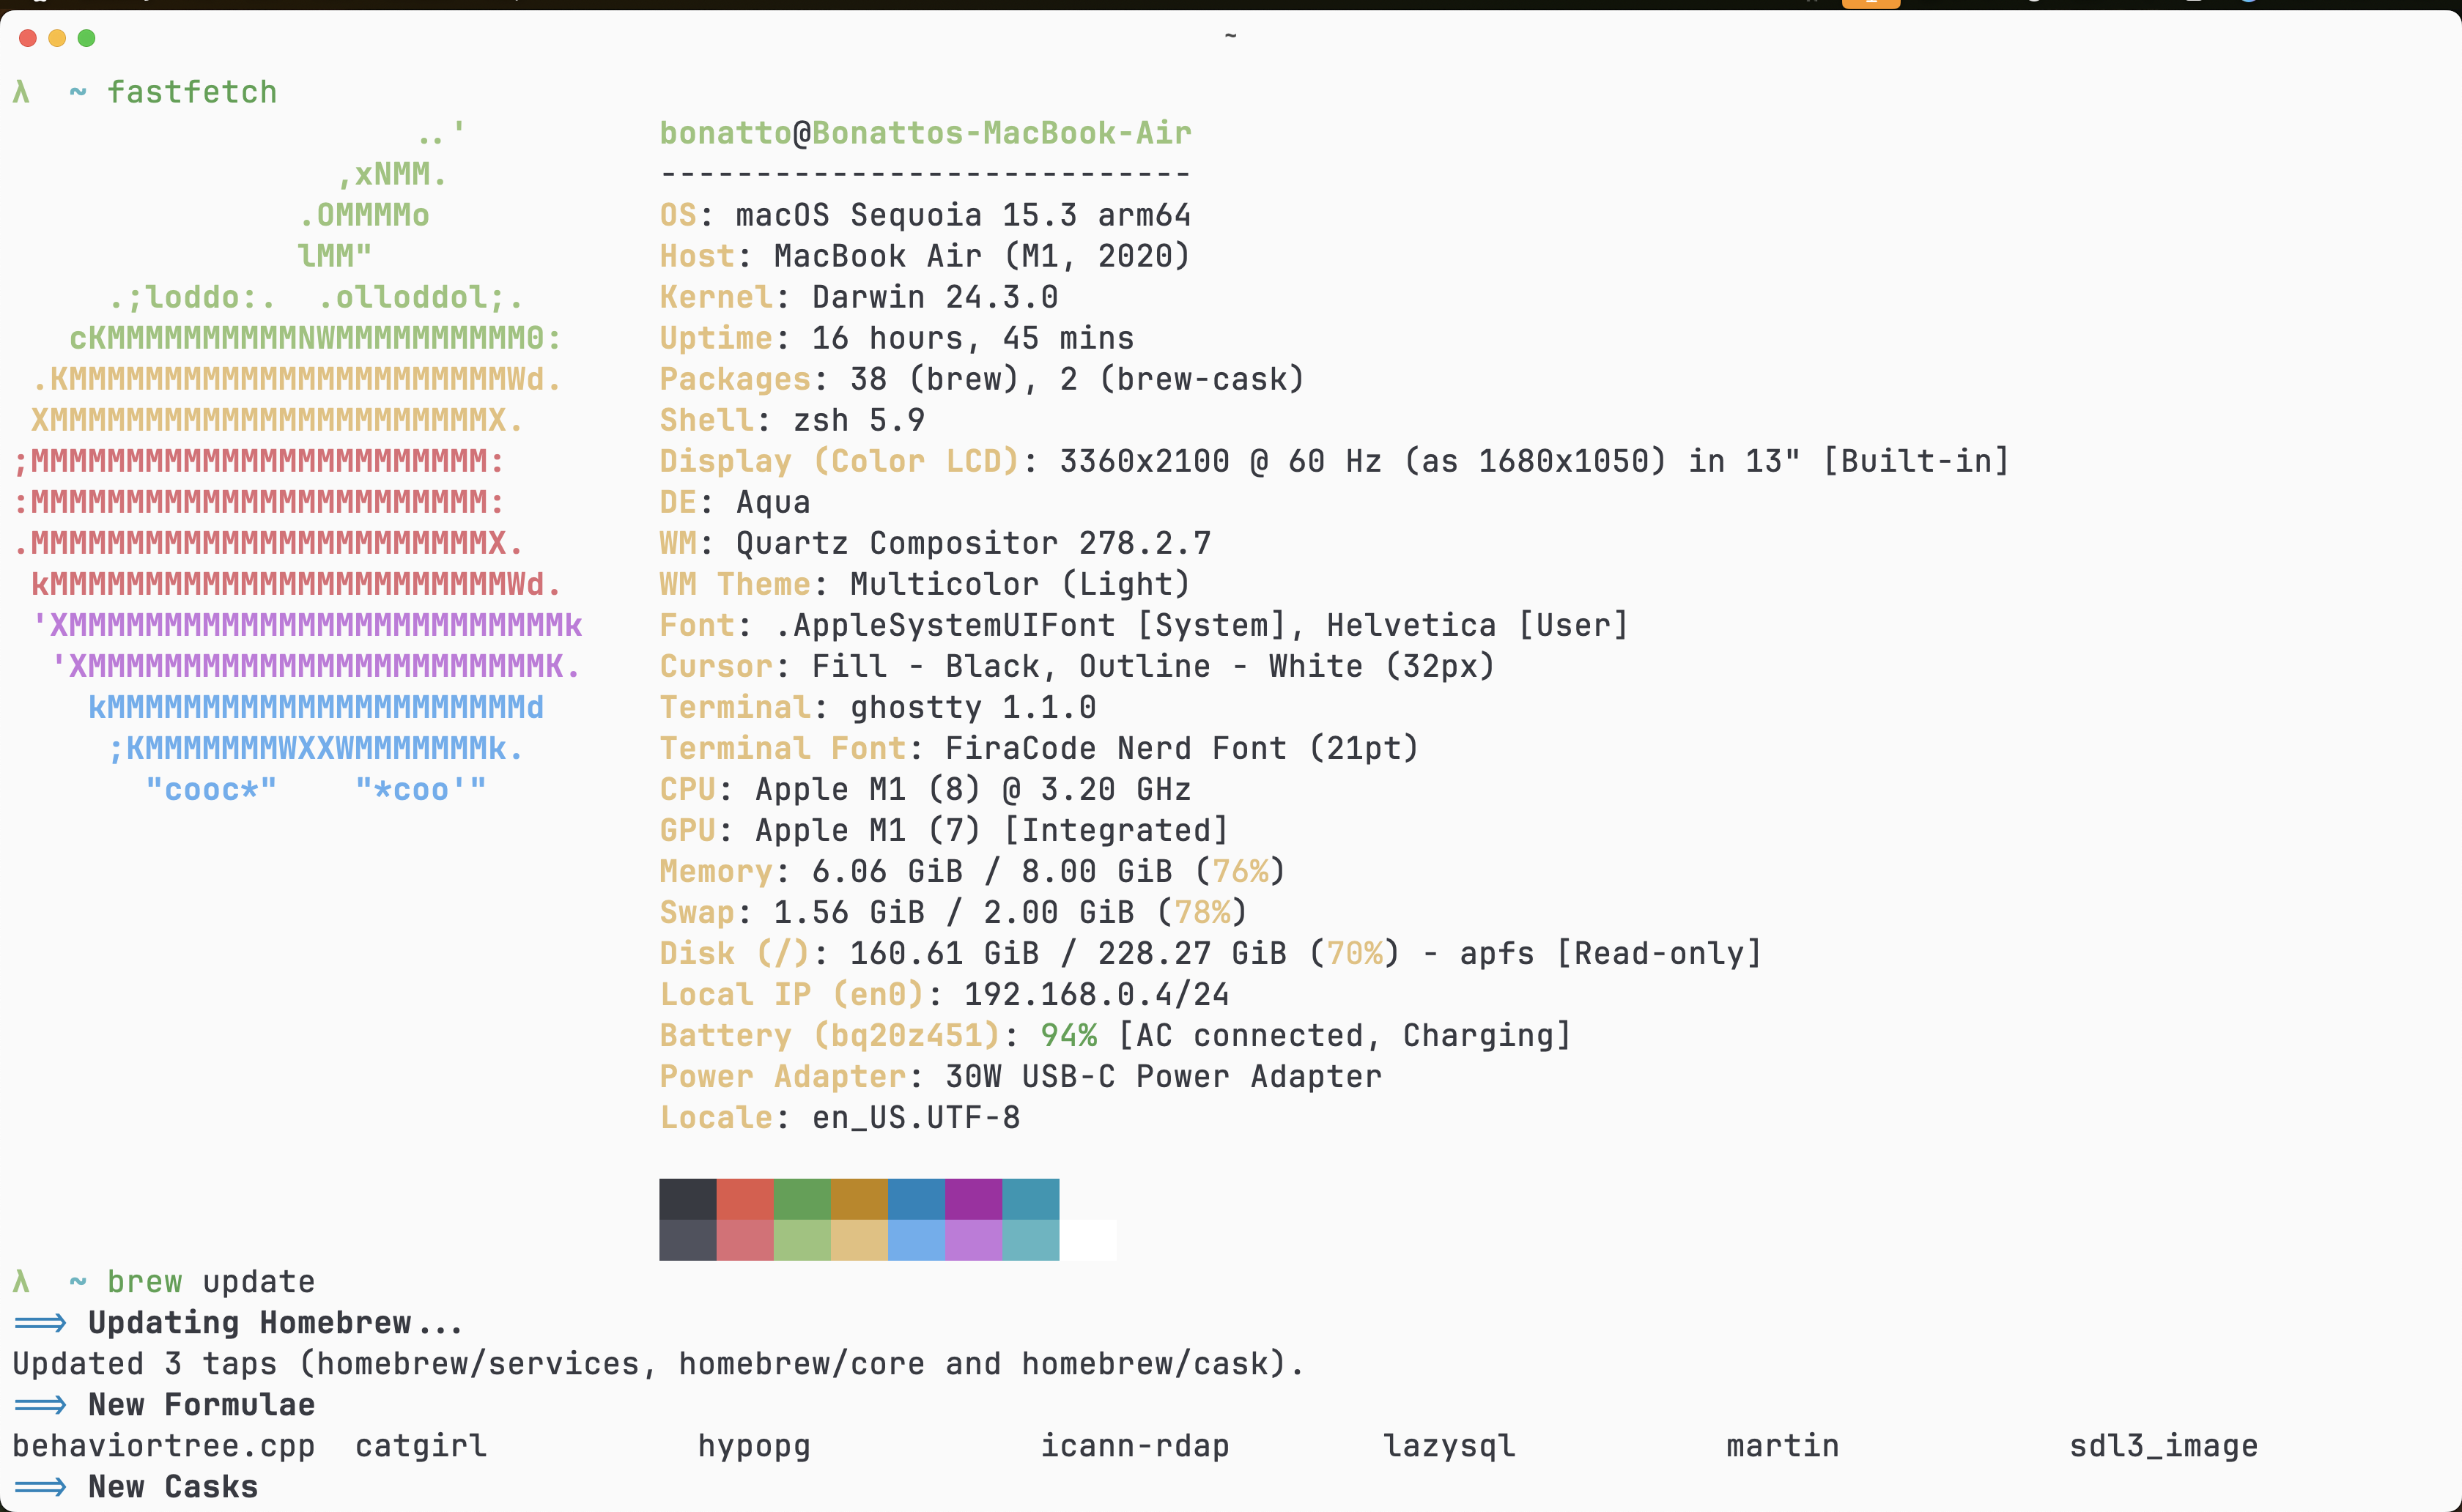 ~
λ  ~ fastfetch
                     ..'          bonatto@Bonattos-MacBook-Air
                 ,xNMM.           ----------------------------
               .OMMMMo            OS: macOS Sequoia 15.3 arm64
               lMM"               Host: MacBook Air (M1, 2020)
     .;loddo:.  .olloddol;.       Kernel: Darwin 24.3.0
   cKMMMMMMMMMMNWMMMMMMMMMM0:     Uptime: 16 hours, 45 mins
 .KMMMMMMMMMMMMMMMMMMMMMMMWd.     Packages: 38 (brew), 2 (brew-cask)
 XMMMMMMMMMMMMMMMMMMMMMMMX.       Shell: zsh 5.9
;MMMMMMMMMMMMMMMMMMMMMMMM:        Display (Color LCD): 3360x2100 @ 60 Hz (as 1680x1050) in 13" [Built-in]
:MMMMMMMMMMMMMMMMMMMMMMMM:        DE: Aqua
.MMMMMMMMMMMMMMMMMMMMMMMMX.       WM: Quartz Compositor 278.2.7
 kMMMMMMMMMMMMMMMMMMMMMMMMWd.     WM Theme: Multicolor (Light)
 'XMMMMMMMMMMMMMMMMMMMMMMMMMMk    Font: .AppleSystemUIFont [System], Helvetica [User]
  'XMMMMMMMMMMMMMMMMMMMMMMMMK.    Cursor: Fill - Black, Outline - White (32px)
    kMMMMMMMMMMMMMMMMMMMMMMd      Terminal: ghostty 1.1.0
     ;KMMMMMMMWXXWMMMMMMMk.       Terminal Font: FiraCode Nerd Font (21pt)
       "cooc*"    "*coo'"         CPU: Apple M1 (8) @ 3.20 GHz
GPU: Apple M1 (7) [Integrated]
Memory: 6.06 GiB / 8.00 GiB (76%)
Swap: 1.56 GiB / 2.00 GiB (78%)
Disk (/): 160.61 GiB / 228.27 GiB (70%) - apfs [Read-only]
Local IP (en0): 192.168.0.4/24
Battery (bq20z451): 94% [AC connected, Charging]
Power Adapter: 30W USB-C Power Adapter
Locale: en_US.UTF-8
λ  ~ brew update
==> Updating Homebrew...
Updated 3 taps (homebrew/services, homebrew/core and homebrew/cask).
==> New Formulae
behaviortree.cpp  catgirl  hypopg  icann-rdap  lazysql  martin  sdl3_image
==> New Casks